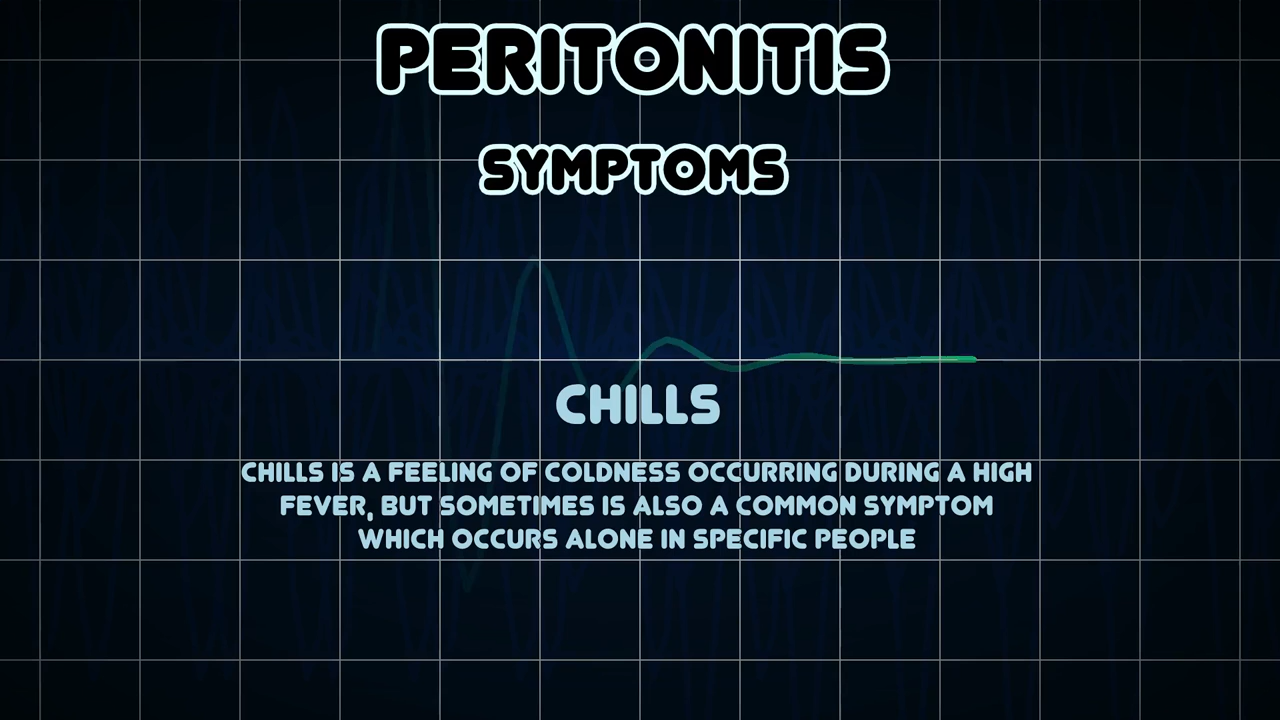 PERITONITIS
SYMPTOMS
CHILLS
CHILLS IS A FEELING OF COLDNESS OCCURRING DURING A HIGH
FEVER, BUT SOMETIMES IS ALSO A COMMON SYMPTOM
WHICH OCCURS ALONE IN SPECIFIC PEOPLE